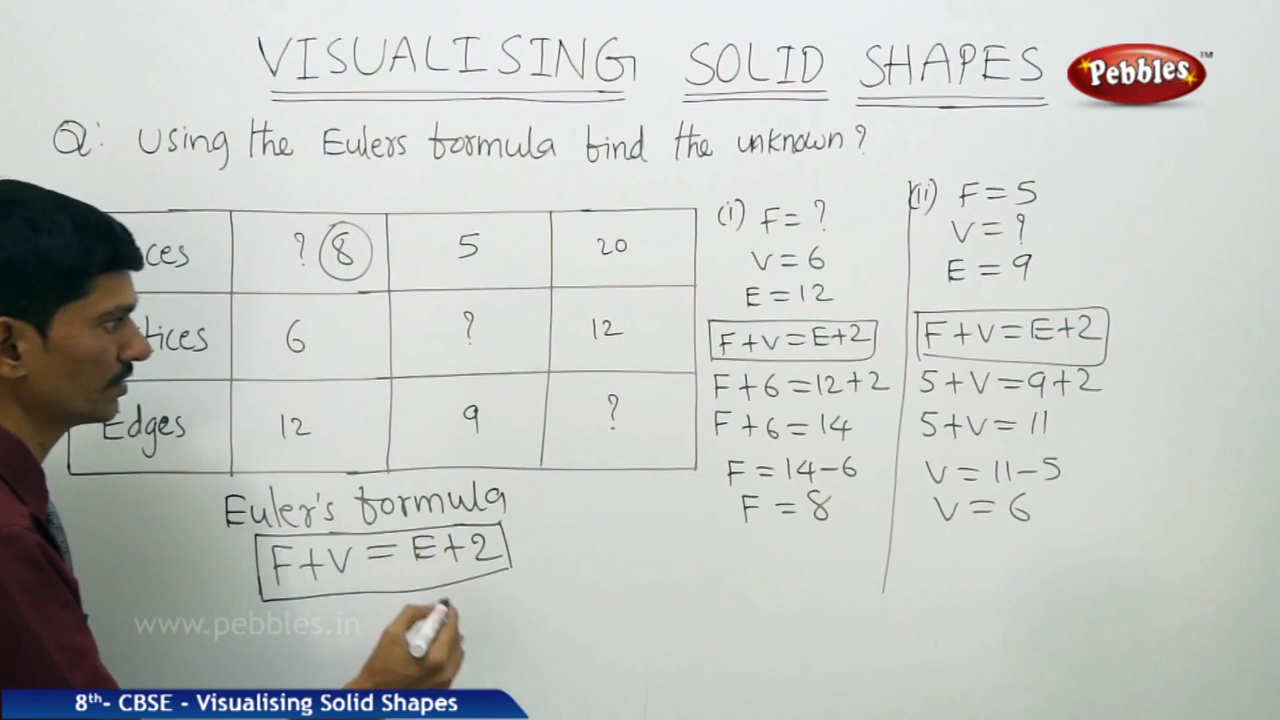 VISUALISING SOLID SHAPES
Pebbles™
Q: Using the Eulers formula find the unknown?
ces ? 8 5 20
tices 6 ? 12
Edges 12 9 ?
Euler's formula
F+V=E+2
(i) F=?
V=6
E=12
F+V=E+2
F+6=12+2
F+6=14
F=14-6
F=8
(ii) F=5
V=?
E=9
F+V=E+2
5+V=9+2
5+V=11
V=11-5
V=6
www.pebbles.in
8th- CBSE - Visualising Solid Shapes